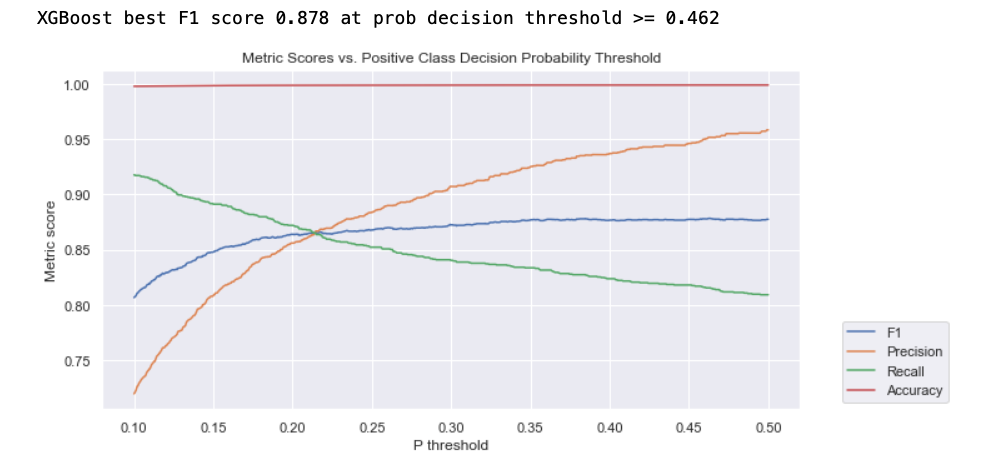 XGBoost best F1 score 0.878 at prob decision threshold >= 0.462
Metric Scores vs. Positive Class Decision Probability Threshold
1.00
0.95
0.90
0.85
0.80
0.75
Metric score
0.10 0.15 0.20 0.25 0.30 0.35 0.40 0.45 0.50
P threshold
F1
Precision
Recall
Accuracy